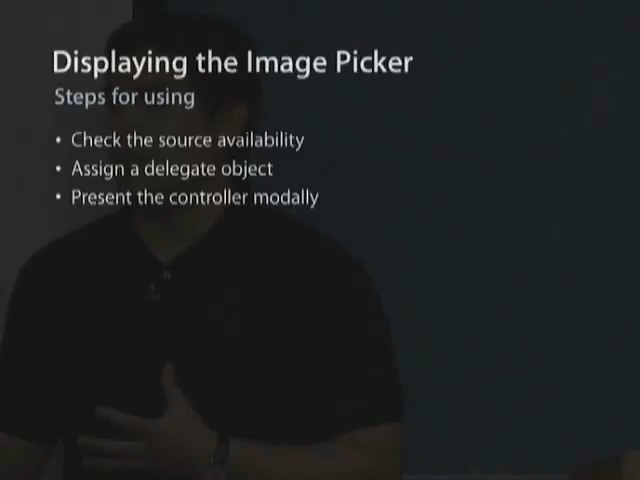 Displaying the Image Picker
Steps for using
• Check the source availability
• Assign a delegate object
• Present the controller modally